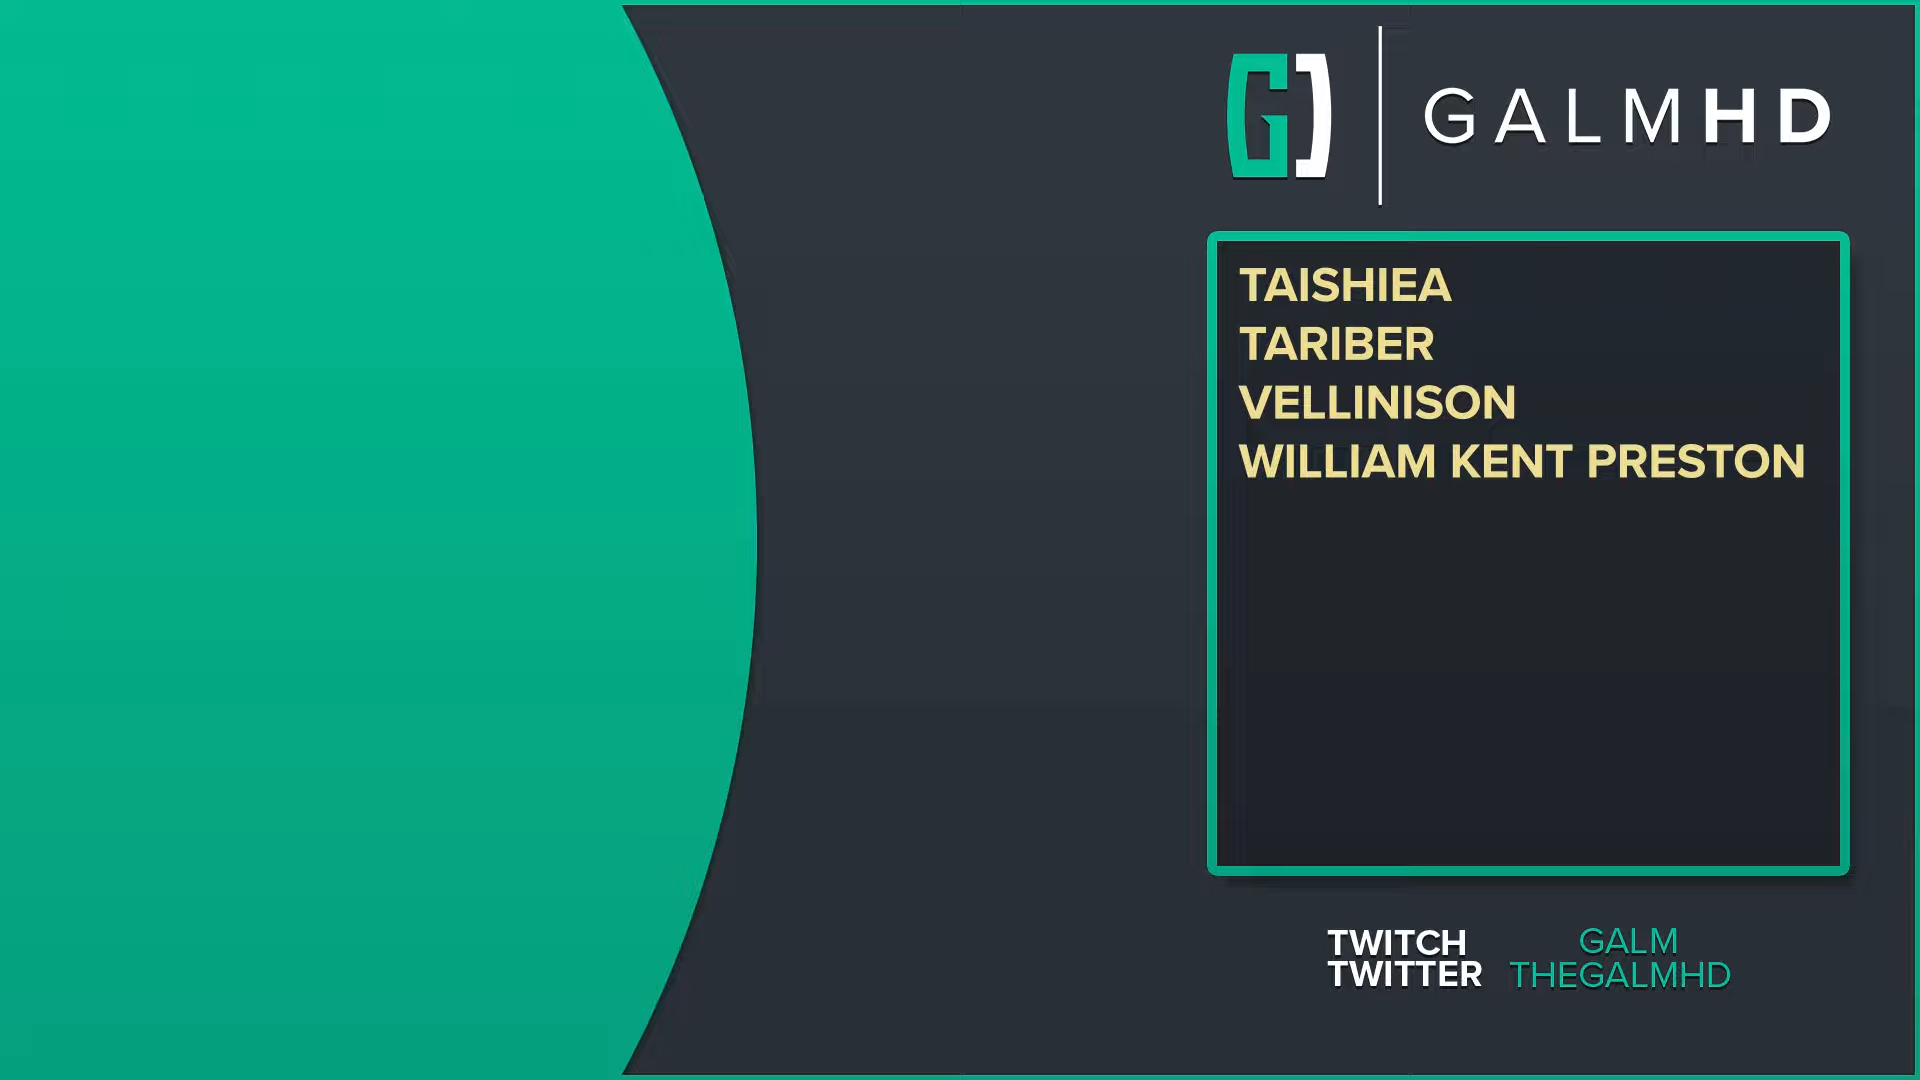 G
GALMHD
TAISHIEA
TARIBER
VELLINISON
WILLIAM KENT PRESTON
TWITCH GALM
TWITTER THEGALMHD